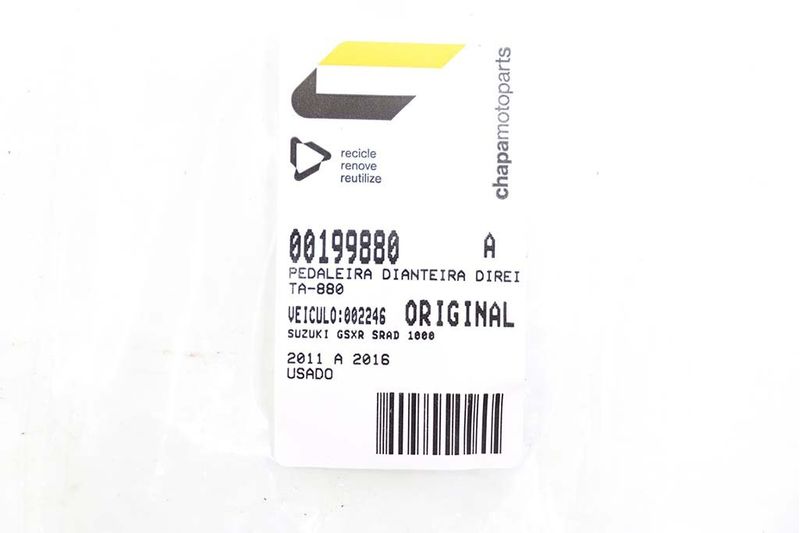 chapamotoparts
recicle
renove
reutilize
00199880 A
PEDALEIRA DIANTEIRA DIREI
TA-880
VEICULO:002246 ORIGINAL
SUZUKI GSXR SRAD 1000
2011 A 2016
USADO